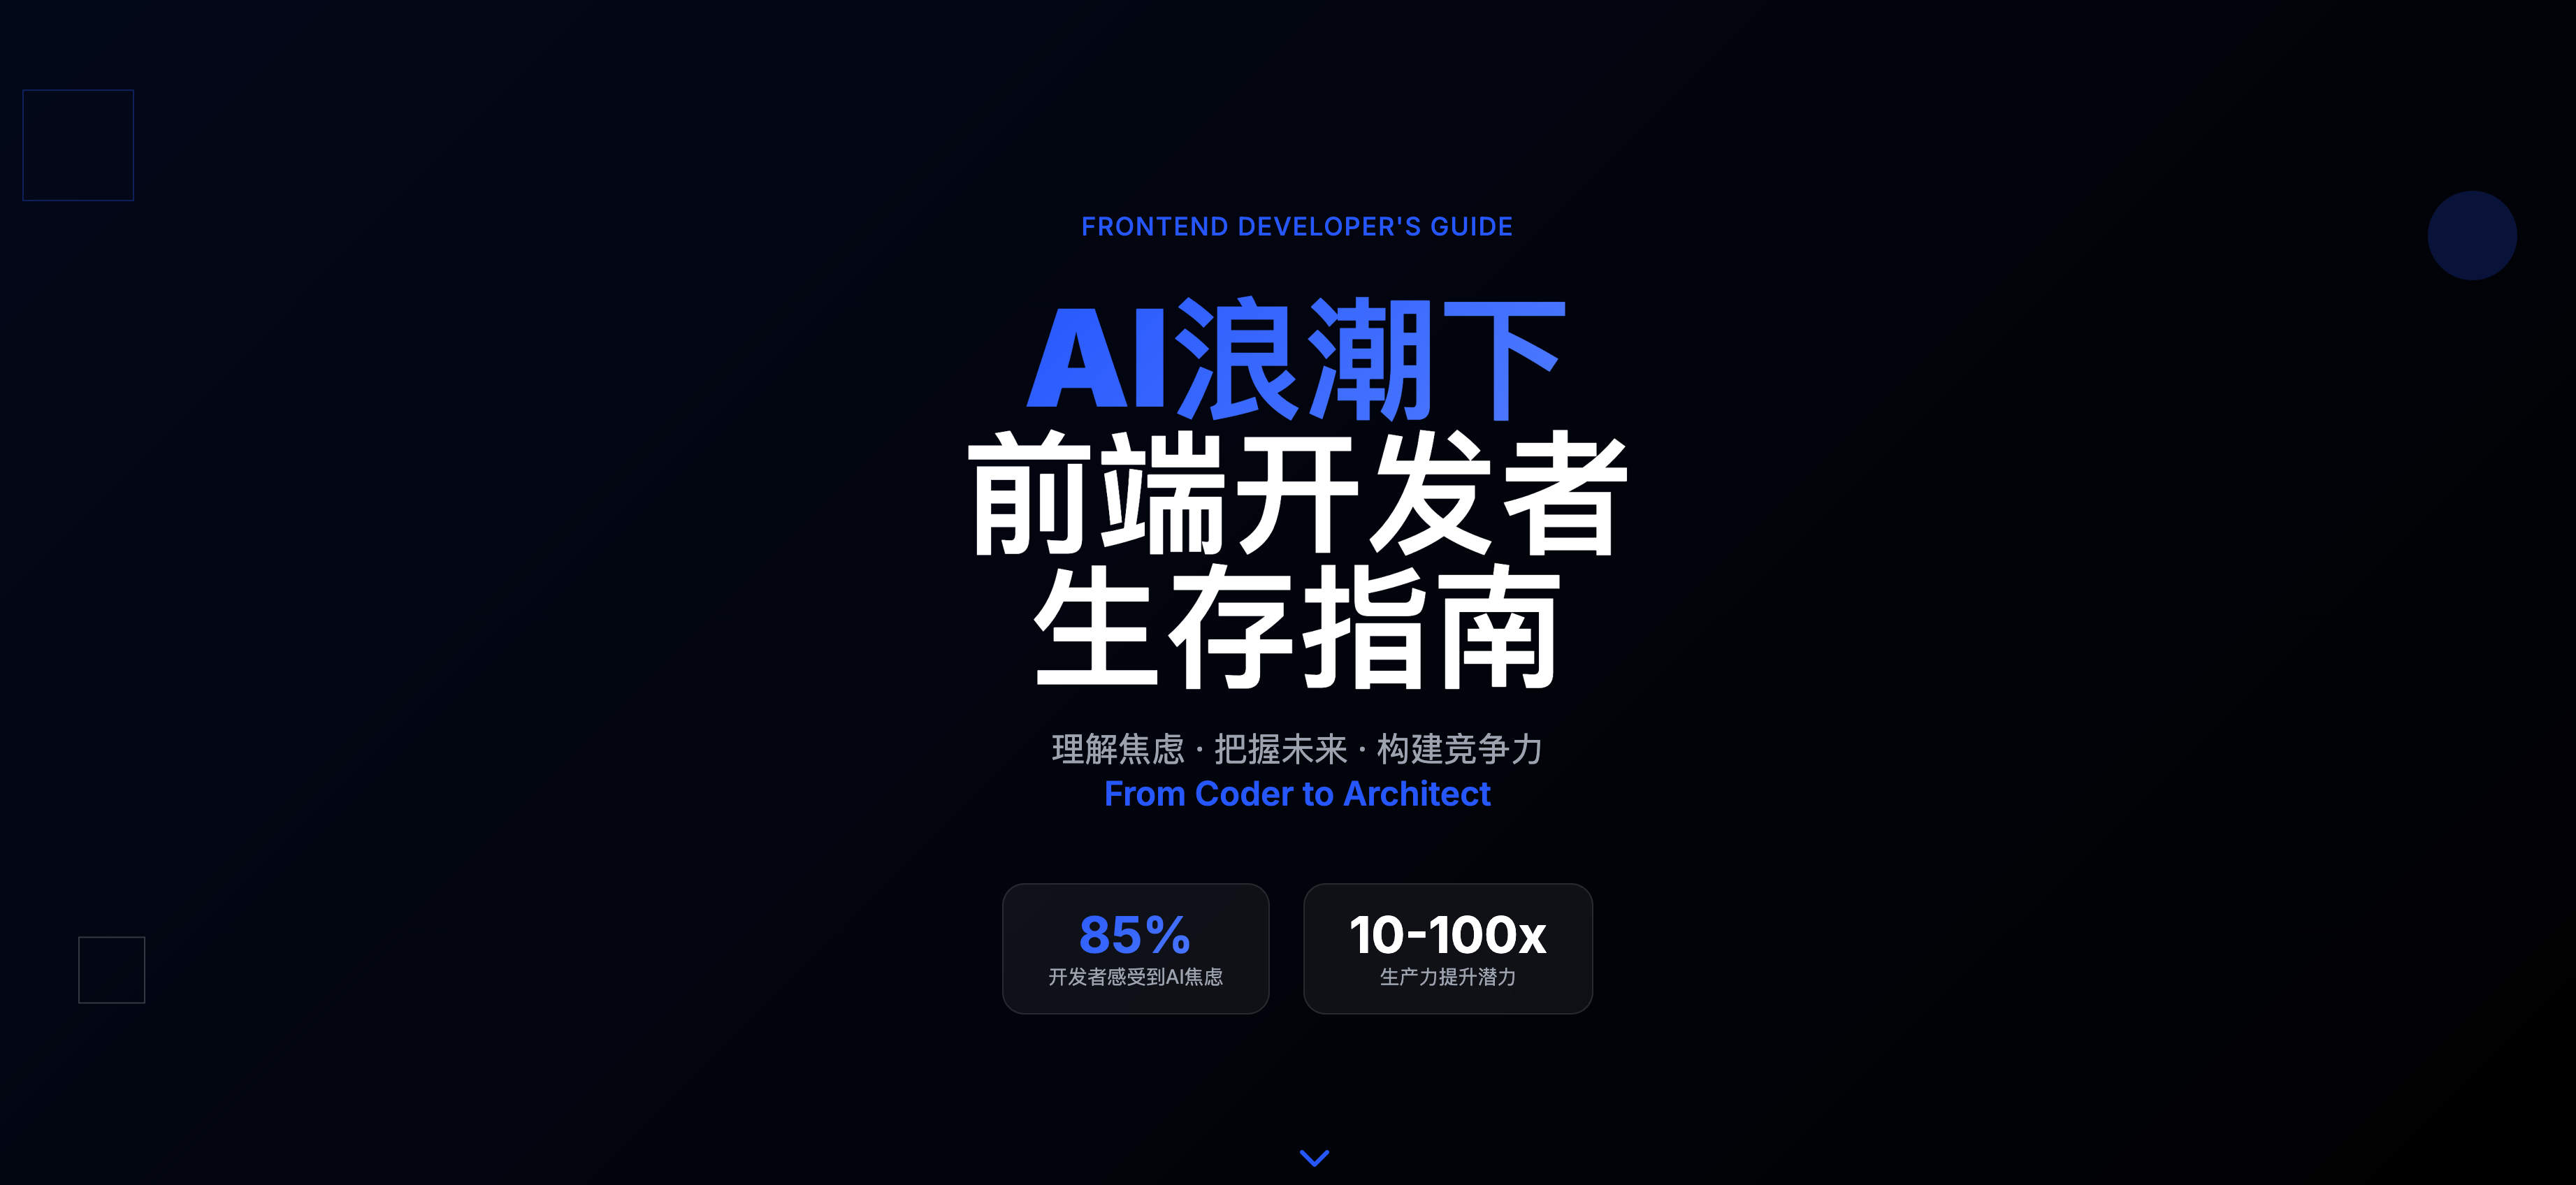 FRONTEND DEVELOPER'S GUIDE
AI浪潮下
前端开发者
生存指南
理解焦虑 · 把握未来 · 构建竞争力
From Coder to Architect
85%
开发者感受到AI焦虑
10-100x
生产力提升潜力